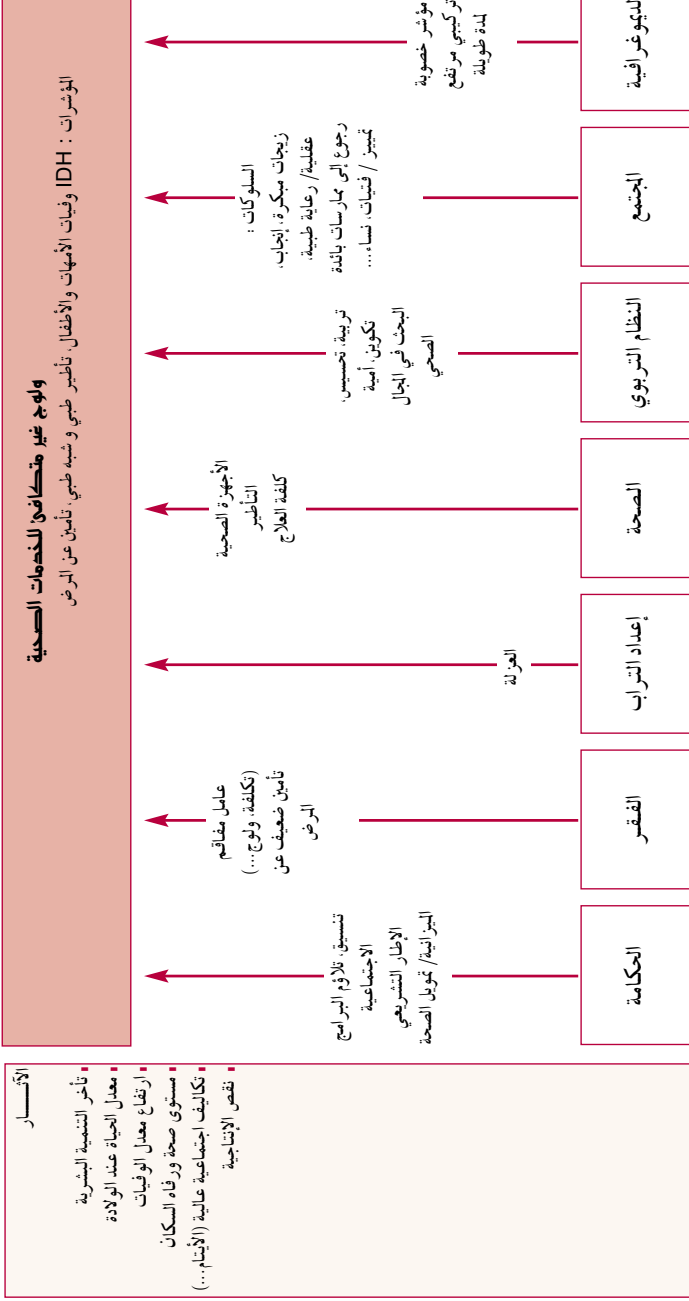 ولوج غير متكافئ للخدمات الصحية
المؤشرات : IDH وفيات الأمهات والأطفال، تأطير طبي و شبه طبي، تأمين عن المرض
مؤشر خصوبة
تركيبي مرتفع
لمدة طويلة
الديموغرافية
السلوكات :
زيجات مبكرة، إنجاب،
عقلية/ رعاية طبية،
رجوع إلى ممارسات بائدة
تمييز / فتيات، نساء....
المجتمع
تربية، تحسيس،
تكوين، أمية
البحث في المجال
الصحي
النظام التربوي
الأجهزة الصحية
التأطير
كلفة العلاج
الصحة
العزلة
إعداد التراب
عامل مفاقم
(تكلفة، ولوج...)
تأمين ضعيف عن
المرض
الفقر
تنسيق، تلاؤم البرامج
الاجتماعية
الإطار التشريعي
الميزانية/ تمويل الصحة
الحكامة
الآثـــــار
▪ تأخر التنمية البشرية
▪ معدل الحياة عند الولادة
▪ ارتفاع معدل الوفيات
▪ مستوى صحة ورفاه السكان
▪ تكاليف اجتماعية عالية (الأيتام...)
▪ نقص الإنتاجية